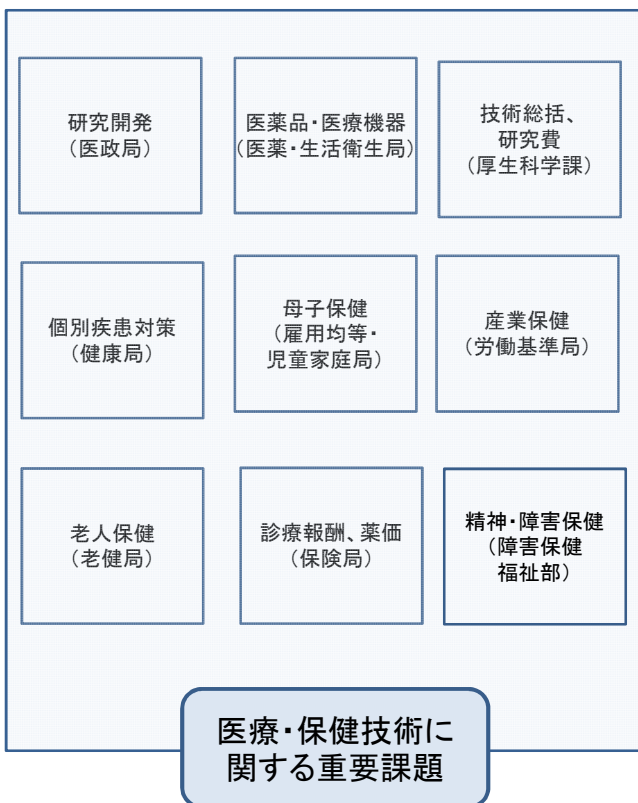 研究開発
(医政局)
医薬品・医療機器
(医薬・生活衛生局)
技術総括、
研究費
(厚生科学課)
個別疾患対策
(健康局)
母子保健
(雇用均等・
児童家庭局)
産業保健
(労働基準局)
老人保健
(老健局)
診療報酬、薬価
(保険局)
精神・障害保健
(障害保健
福祉部)
医療・保健技術に
関する重要課題